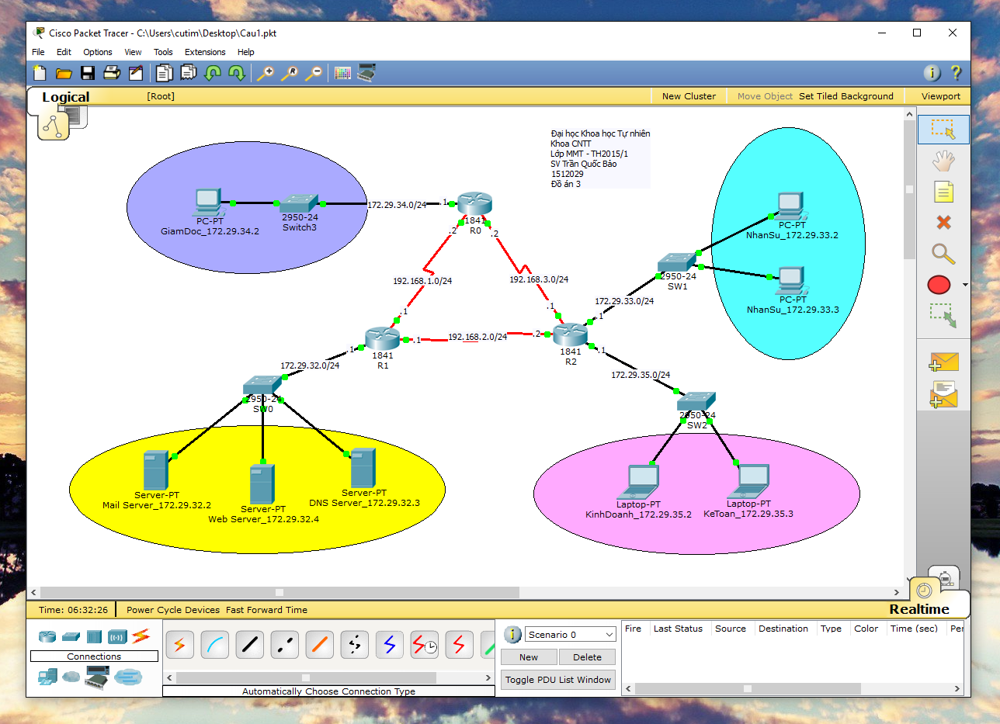 Cisco Packet Tracer - C:\Users\cutim\Desktop\Cau1.pkt
File Edit Options View Tools Extensions Help
Logical
[Root]
New Cluster
Move Object
Set Tiled Background
Viewport
Đại học Khoa học Tự nhiên
Khoa CNTT
Lớp MMT - TH2015/1
SV Trần Quốc Bảo
1512029
Đồ án 3
PC-PT
GiamDoc_172.29.34.2
2950-24
Switch3
172.29.34.0/24
.1
1841
R0
.2
.2
192.168.1.0/24
192.168.3.0/24
.1
.1
PC-PT
NhanSu_172.29.33.2
2950-24
SW1
PC-PT
NhanSu_172.29.33.3
172.29.33.0/24
.1
1841
R1
.1
192.168.2.0/24
.2
1841
R2
.1
172.29.32.0/24
.1
172.29.35.0/24
2950-24
SW0
2950-24
SW2
Server-PT
Mail Server_172.29.32.2
Server-PT
Web Server_172.29.32.4
Server-PT
DNS Server_172.29.32.3
Laptop-PT
KinhDoanh_172.29.35.2
Laptop-PT
KeToan_172.29.35.3
Time: 06:32:26
Power Cycle Devices Fast Forward Time
Realtime
Connections
Automatically Choose Connection Type
Scenario 0
New
Delete
Toggle PDU List Window
Fire Last Status Source Destination Type Color Time (sec) Per